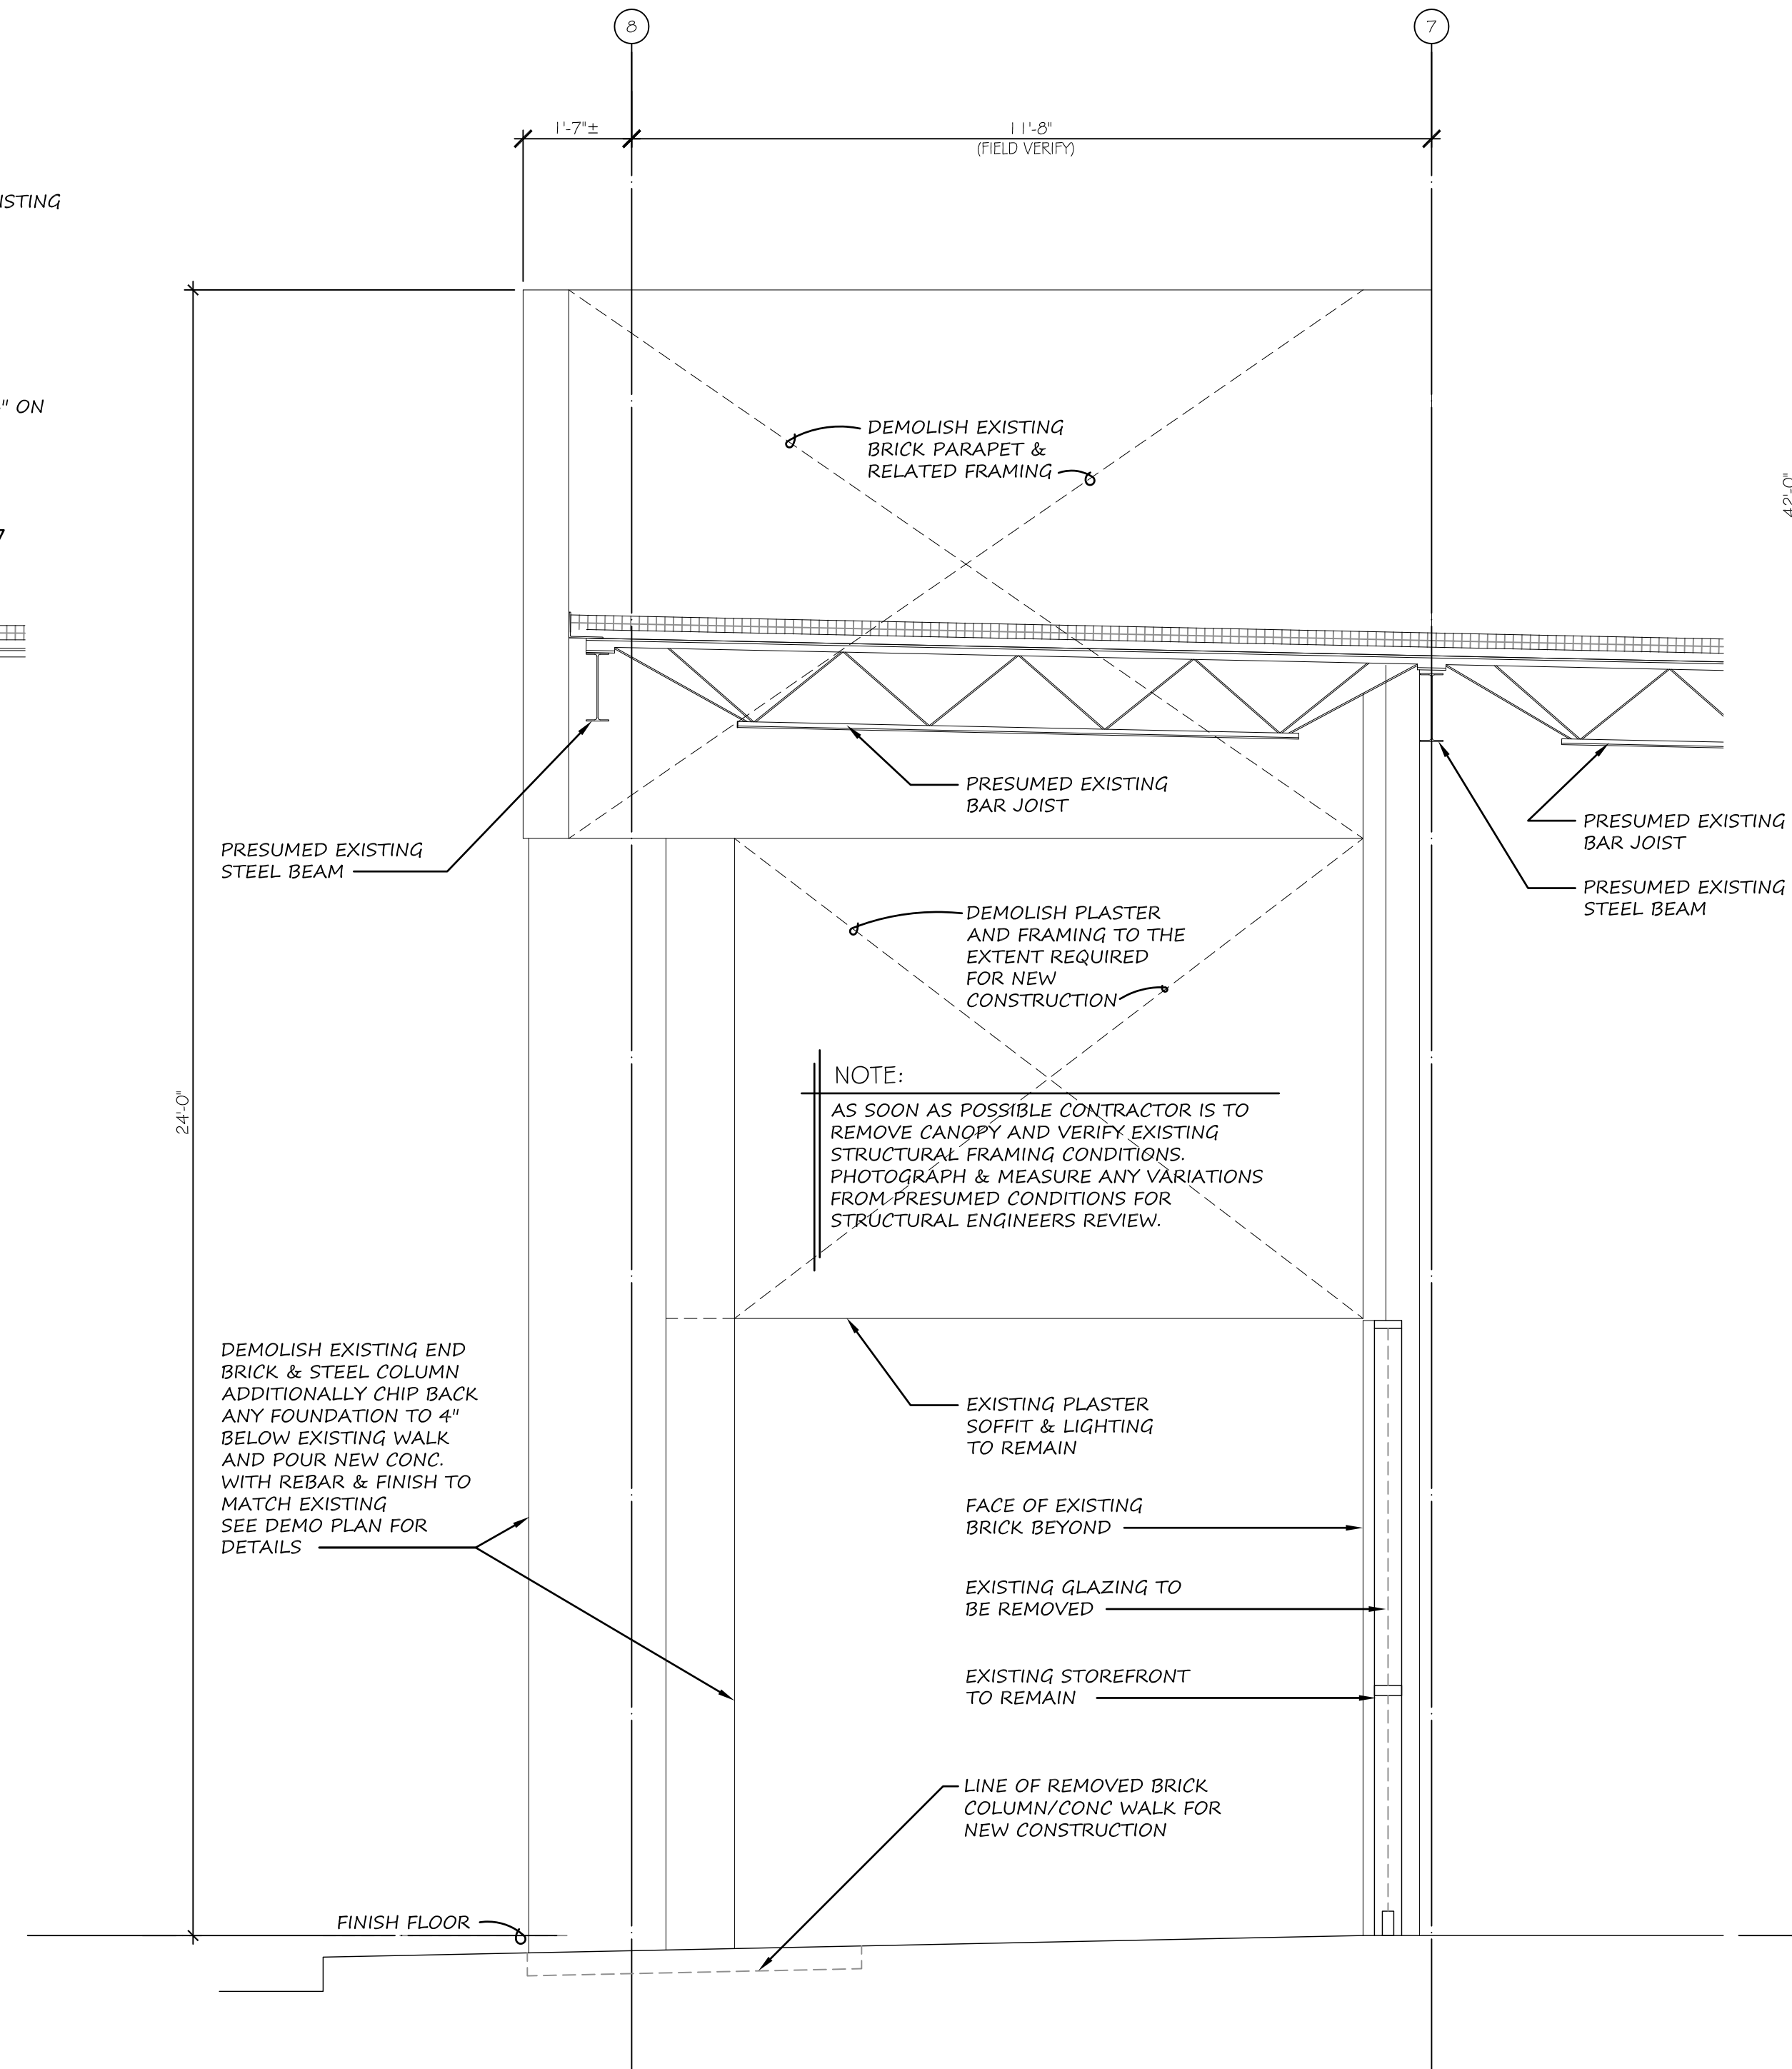 8
7
1'-7"±
11'-8"
(FIELD VERIFY)
" ON
42'-0"
DEMOLISH EXISTING
BRICK PARAPET &
RELATED FRAMING
PRESUMED EXISTING
BAR JOIST
PRESUMED EXISTING
BAR JOIST
PRESUMED EXISTING
STEEL BEAM
PRESUMED EXISTING
STEEL BEAM
DEMOLISH PLASTER
AND FRAMING TO THE
EXTENT REQUIRED
FOR NEW
CONSTRUCTION
24'-0"
NOTE:
AS SOON AS POSSIBLE CONTRACTOR IS TO
REMOVE CANOPY AND VERIFY EXISTING
STRUCTURAL FRAMING CONDITIONS.
PHOTOGRAPH & MEASURE ANY VARIATIONS
FROM PRESUMED CONDITIONS FOR
STRUCTURAL ENGINEERS REVIEW.
DEMOLISH EXISTING END
BRICK & STEEL COLUMN
ADDITIONALLY CHIP BACK
ANY FOUNDATION TO 4"
BELOW EXISTING WALK
AND POUR NEW CONC.
WITH REBAR & FINISH TO
MATCH EXISTING
SEE DEMO PLAN FOR
DETAILS
EXISTING PLASTER
SOFFIT & LIGHTING
TO REMAIN
FACE OF EXISTING
BRICK BEYOND
EXISTING GLAZING TO
BE REMOVED
EXISTING STOREFRONT
TO REMAIN
LINE OF REMOVED BRICK
COLUMN/CONC WALK FOR
NEW CONSTRUCTION
FINISH FLOOR